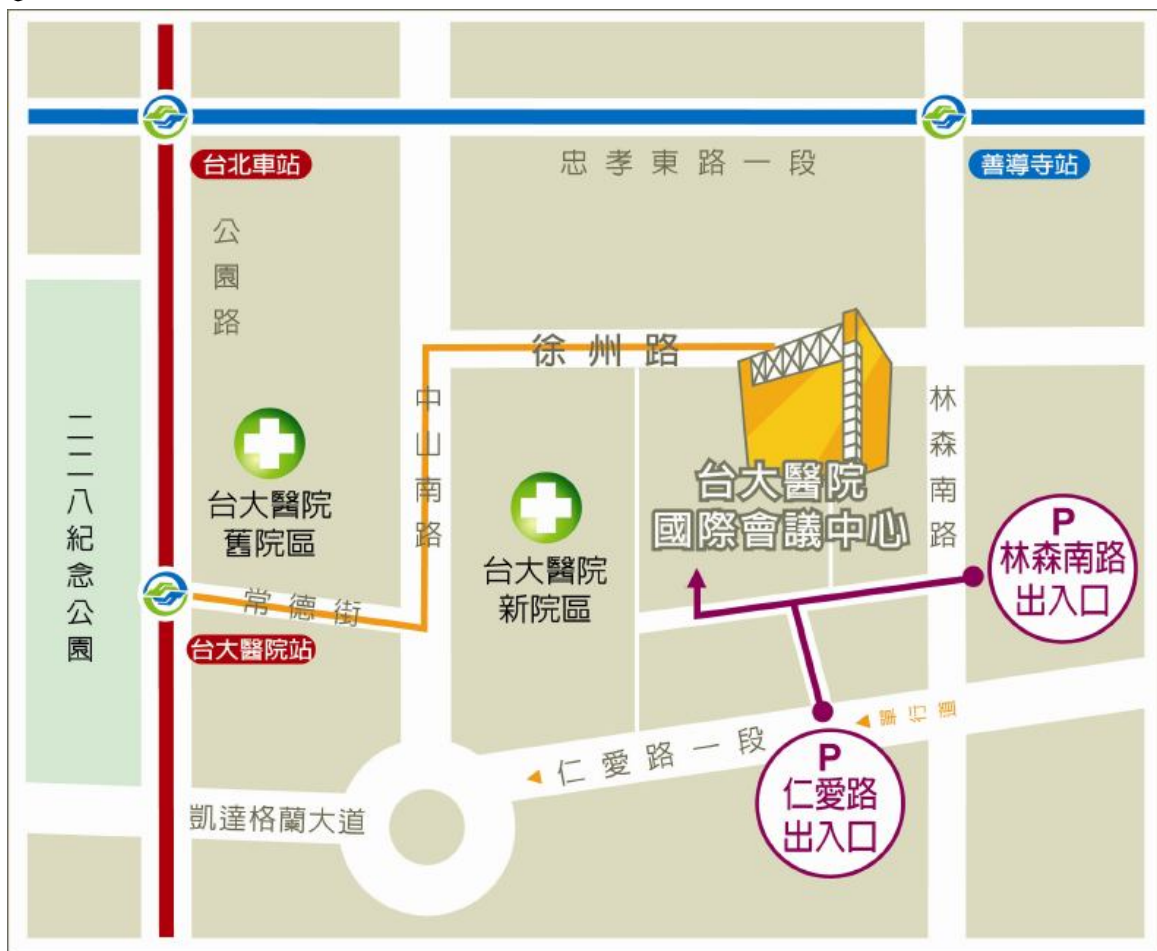 台北車站
忠孝東路一段
善導寺站
公園路
徐州路
中山南路
林森南路
二二八紀念公園
台大醫院
舊院區
台大醫院
新院區
台大醫院
國際會議中心
P
林森南路
出入口
常德街
台大醫院站
單行道
仁愛路一段
P
仁愛路
出入口
凱達格蘭大道